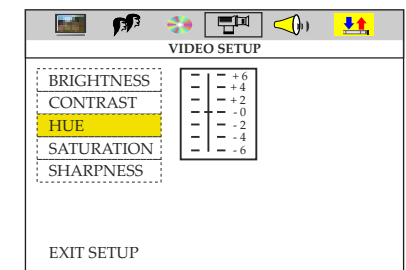 VIDEO SETUP
BRIGHTNESS
CONTRAST
HUE
SATURATION
SHARPNESS
+ 6
+ 4
+ 2
- 0
- 2
- 4
- 6
EXIT SETUP